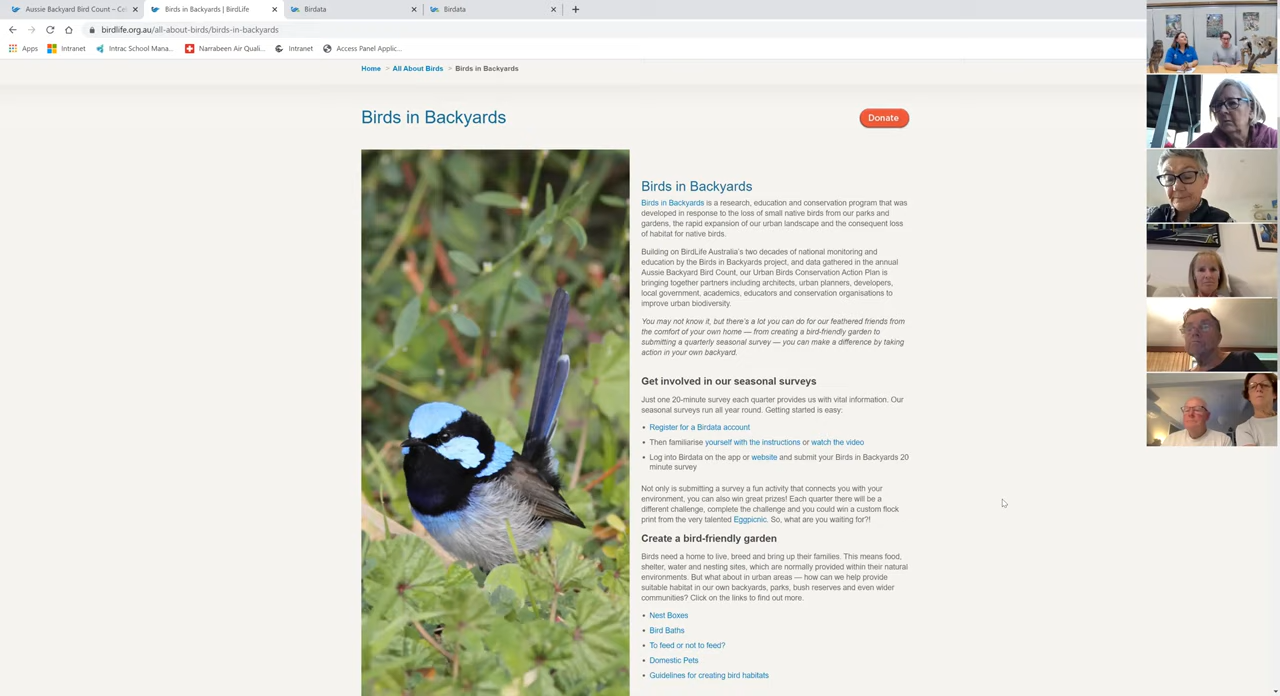 Aussie Backyard Bird Count – Co
Birds in Backyards | BirdLife
Birdata
Birdata
birdlife.org.au/all-about-birds/birds-in-backyards
Apps
Intranet
Intrac School Mana...
Narrabeen Air Quali...
Intranet
Access Panel Applic...
Home > All About Birds > Birds in Backyards
Birds in Backyards
Donate
Birds in Backyards
Birds in Backyards is a research, education and conservation program that was
developed in response to the loss of small native birds from our parks and
gardens, the rapid expansion of our urban landscape and the consequent loss
of habitat for native birds.
Building on BirdLife Australia's two decades of national monitoring and
education by the Birds in Backyards project, and data gathered in the annual
Aussie Backyard Bird Count, our Urban Birds Conservation Action Plan is
bringing together partners including architects, urban planners, developers,
local government, academics, educators and conservation organisations to
improve urban biodiversity.
You may not know it, but there's a lot you can do for our feathered friends from
the comfort of your own home — from creating a bird-friendly garden to
submitting a quarterly seasonal survey — you can make a difference by taking
action in your own backyard.
Get involved in our seasonal surveys
Just one 20-minute survey each quarter provides us with vital information. Our
seasonal surveys run all year round. Getting started is easy:
• Register for a Birdata account
• Then familiarise yourself with the instructions or watch the video
• Log into Birdata on the app or website and submit your Birds in Backyards 20
minute survey
Not only is submitting a survey a fun activity that connects you with your
environment, you can also win great prizes! Each quarter there will be a
different challenge, complete the challenge and you could win a custom flock
print from the very talented Eggpicnic. So, what are you waiting for?!
Create a bird-friendly garden
Birds need a home to live, breed and bring up their families. This means food,
shelter, water and nesting sites, which are normally provided within their natural
environments. But what about in urban areas — how can we help provide
suitable habitat in our own backyards, parks, bush reserves and even wider
communities? Click on the links to find out more.
• Nest Boxes
• Bird Baths
• To feed or not to feed?
• Domestic Pets
• Guidelines for creating bird habitats